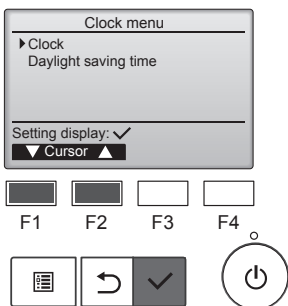 Clock menu
Clock
Daylight saving time
Setting display:
Cursor
F1 F2 F3 F4